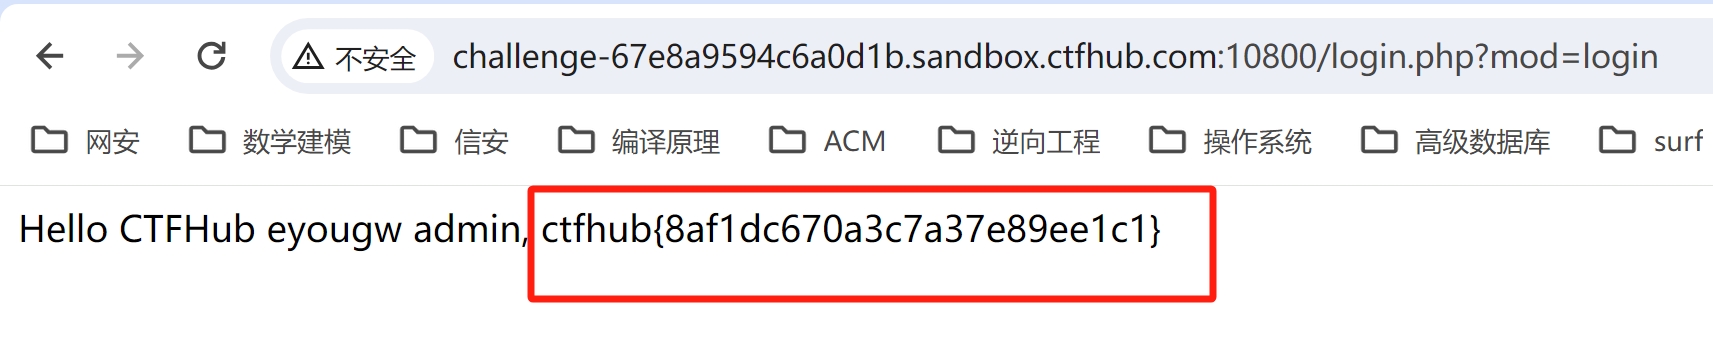 不安全 challenge-67e8a9594c6a0d1b.sandbox.ctfhub.com:10800/login.php?mod=login
网安 数学建模 信安 编译原理 ACM 逆向工程 操作系统 高级数据库 surf
Hello CTFHub eyougw admin, ctfhub{8af1dc670a3c7a37e89ee1c1}